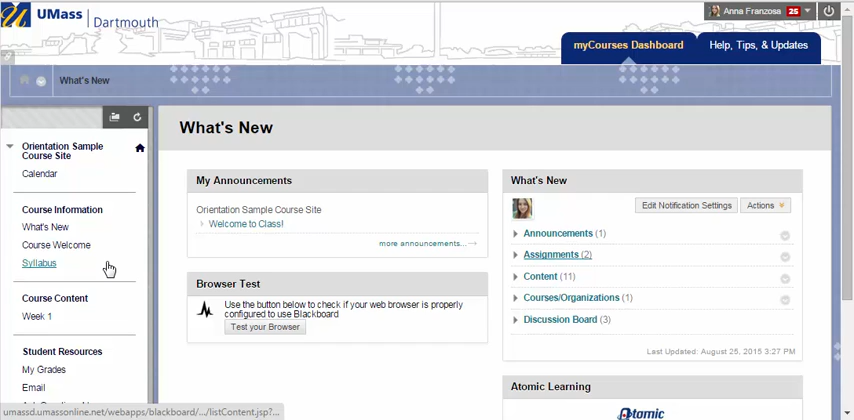 UMass | Dartmouth
Anna Franzosa 25
myCourses Dashboard
Help, Tips, & Updates
What's New
Orientation Sample
Course Site
Calendar
Course Information
What's New
Course Welcome
Syllabus
Course Content
Week 1
Student Resources
My Grades
Email
What's New
My Announcements
Orientation Sample Course Site
Welcome to Class!
more announcements...→
Browser Test
Use the button below to check if your web browser is properly
configured to use Blackboard
Test your Browser
What's New
Edit Notification Settings
Actions
Announcements (1)
Assignments (2)
Content (11)
Courses/Organizations (1)
Discussion Board (3)
Last Updated: August 25, 2015 3:27 PM
Atomic Learning
Atomic
umassd.umassonline.net/webapps/blackboard/.../listContent.jsp?...